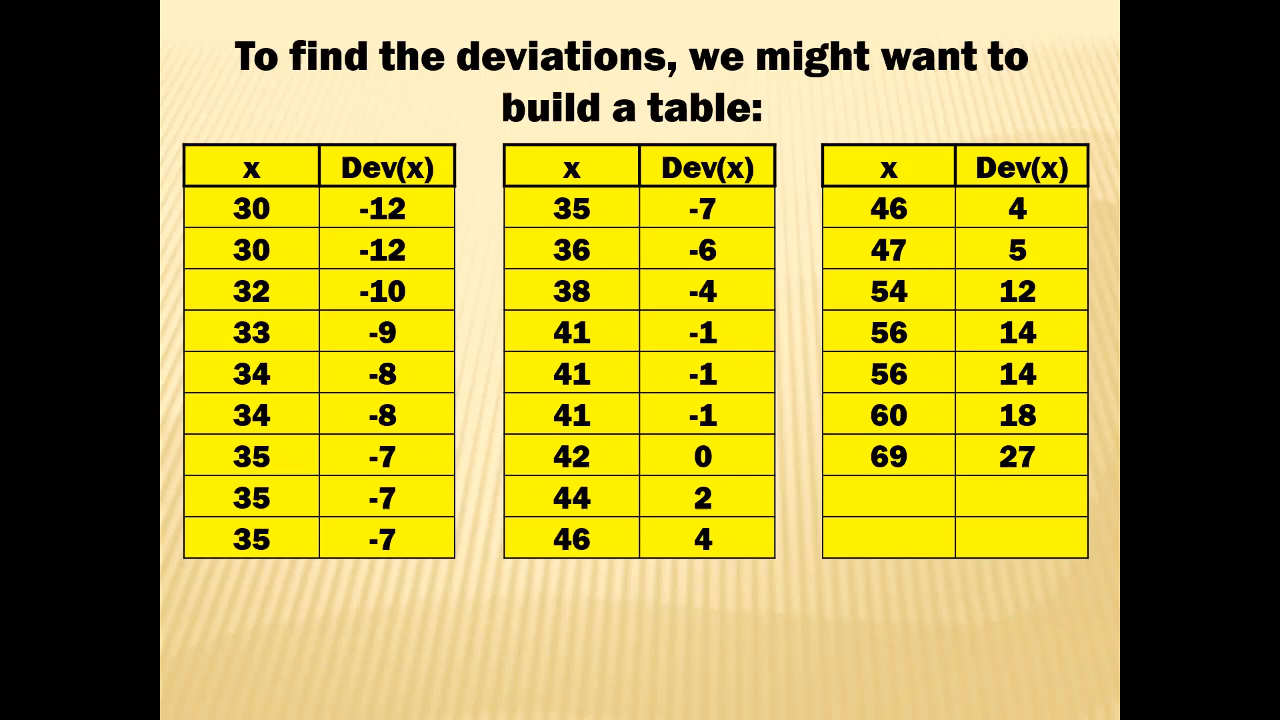 To find the deviations, we might want to
build a table:
x Dev(x) x Dev(x) x Dev(x)
30 -12 35 -7 46 4
30 -12 36 -6 47 5
32 -10 38 -4 54 12
33 -9 41 -1 56 14
34 -8 41 -1 56 14
34 -8 41 -1 60 18
35 -7 42 0 69 27
35 -7 44 2
35 -7 46 4